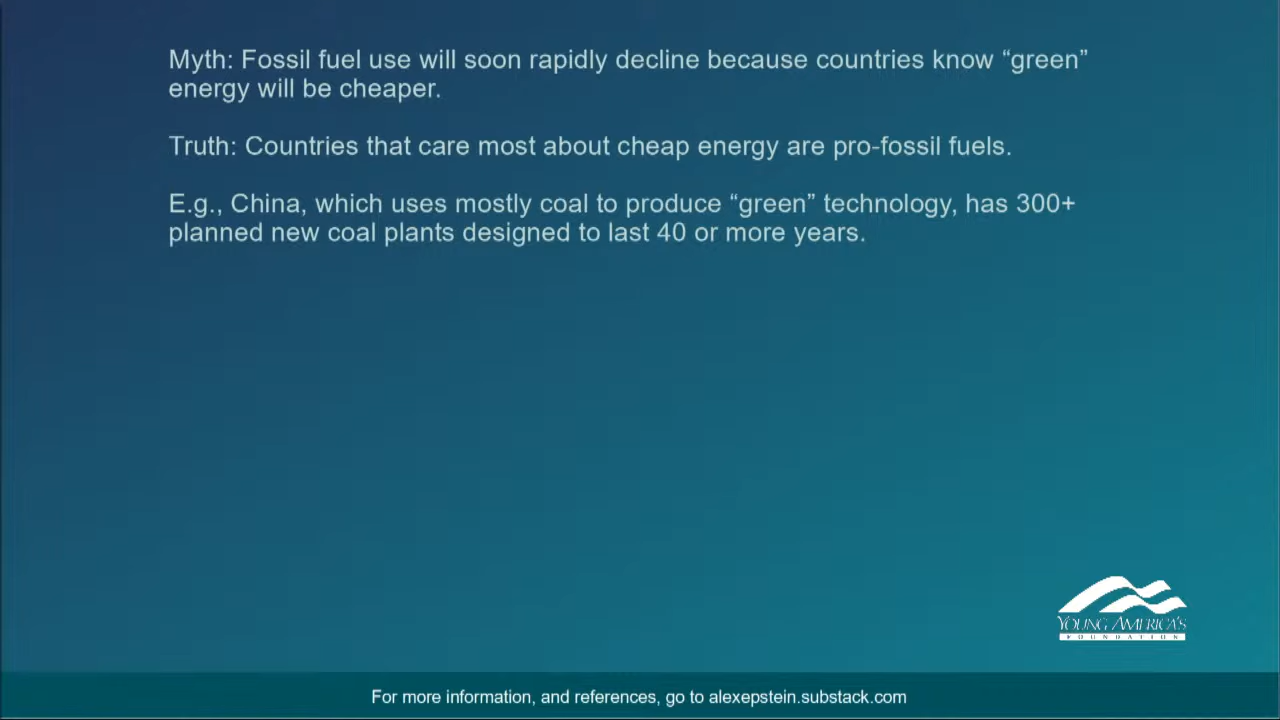 Myth: Fossil fuel use will soon rapidly decline because countries know “green”
energy will be cheaper.
Truth: Countries that care most about cheap energy are pro-fossil fuels.
E.g., China, which uses mostly coal to produce “green” technology, has 300+
planned new coal plants designed to last 40 or more years.
YOUNG AMERICA'S
FOUNDATION
For more information, and references, go to alexepstein.substack.com